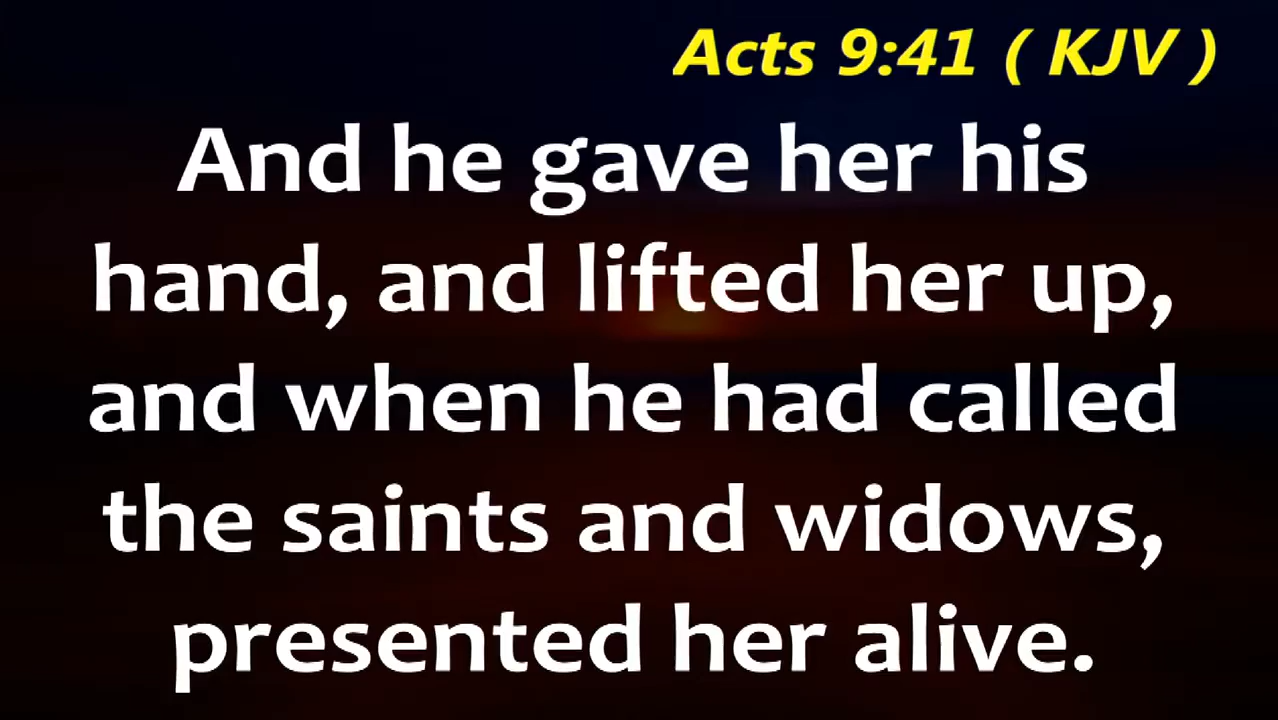 Acts 9:41 ( KJV )
And he gave her his
hand, and lifted her up,
and when he had called
the saints and widows,
presented her alive.